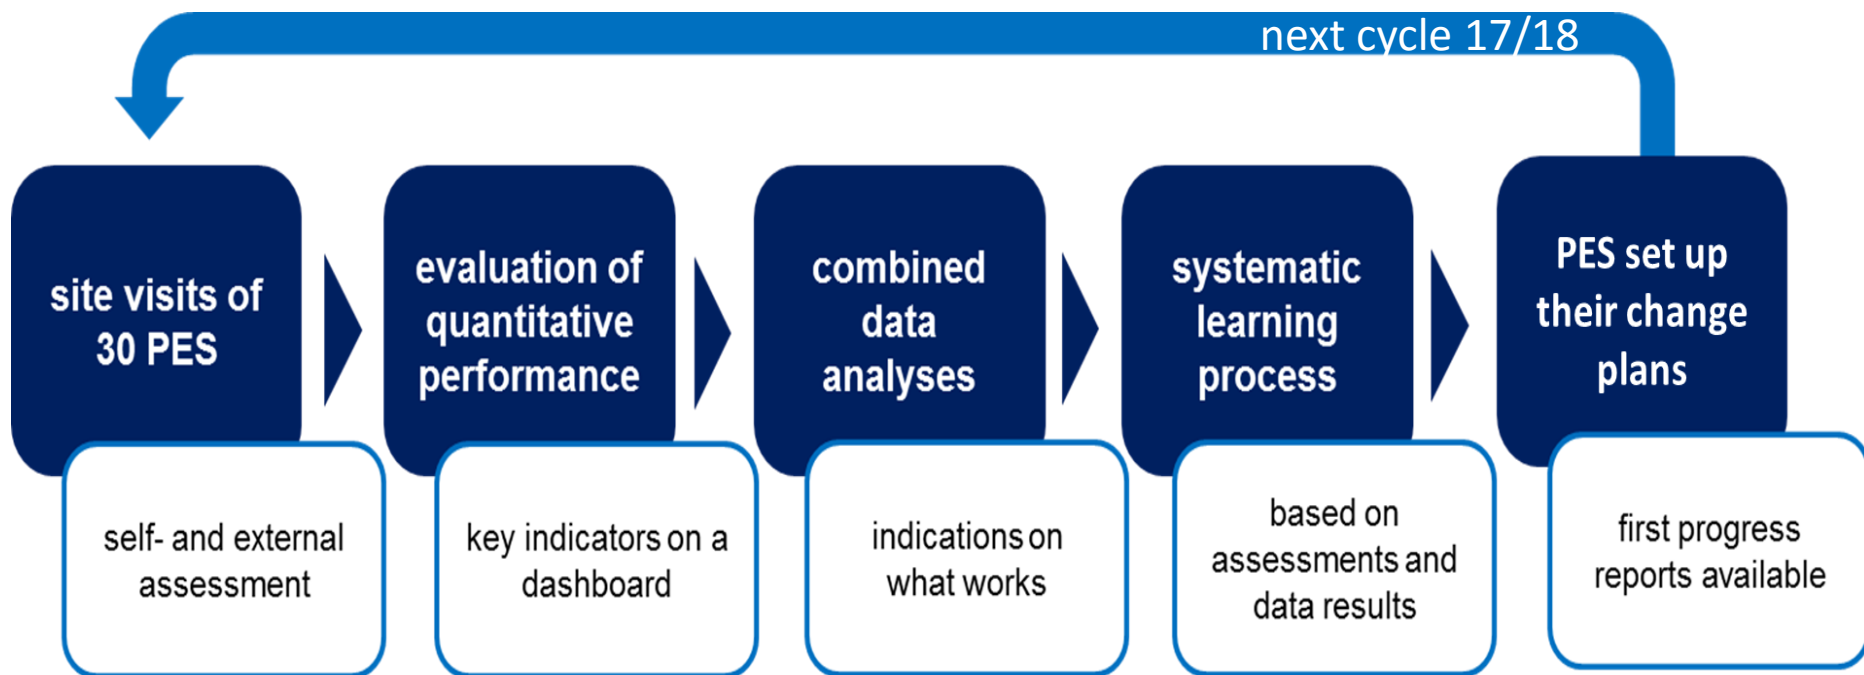 next cycle 17/18
site visits of
30 PES
self- and external
assessment
evaluation of
quantitative
performance
key indicators on a
dashboard
combined
data
analyses
indications on
what works
systematic
learning
process
based on
assessments and
data results
PES set up
their change
plans
first progress
reports available